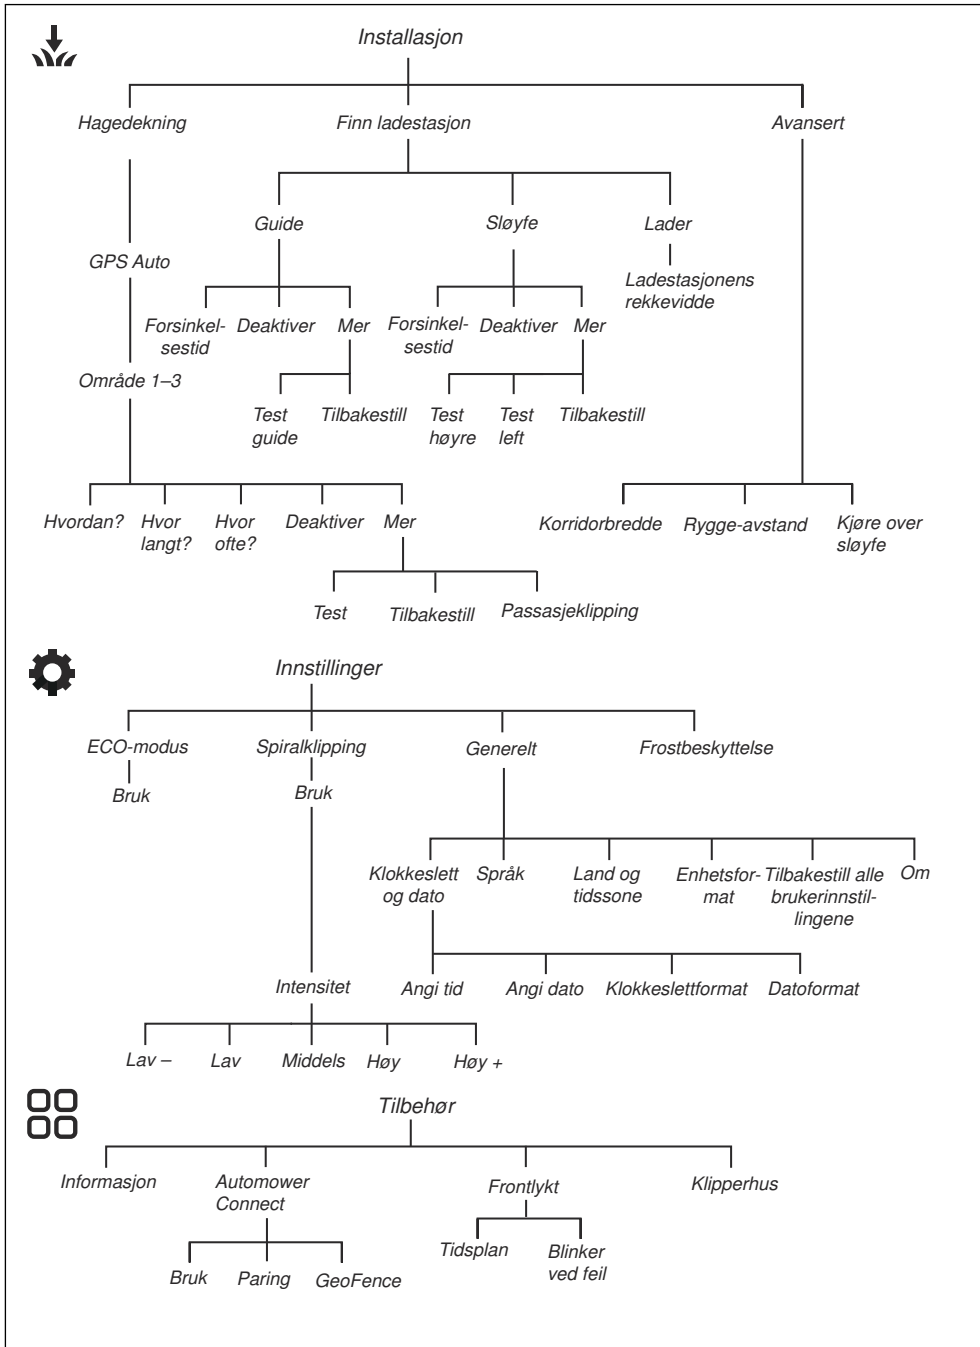 Installasjon
Hagedekning
Finn ladestasjon
Avansert
Guide
Sløyfe
Lader
GPS Auto
Ladestasjonens
rekkevidde
Forsinkel-
sestid
Deaktiver
Mer
Forsinkel-
sestid
Deaktiver
Mer
Område 1–3
Test
guide
Tilbakestill
Test
høyre
Test
left
Tilbakestill
Hvordan?
Hvor
langt?
Hvor
ofte?
Deaktiver
Mer
Korridorbredde
Rygge-avstand
Kjøre over
sløyfe
Test
Tilbakestill
Passasjeklipping
Innstillinger
ECO-modus
Spiralklipping
Generelt
Frostbeskyttelse
Bruk
Bruk
Klokkeslett
og dato
Språk
Land og
tidssone
Enhetsfor-
mat
Tilbakestill alle
brukerinnstil-
lingene
Om
Intensitet
Angi tid
Angi dato
Klokkeslettformat
Datoformat
Lav –
Lav
Middels
Høy
Høy +
Tilbehør
Informasjon
Automower
Connect
Frontlykt
Klipperhus
Bruk
Paring
GeoFence
Tidsplan
Blinker
ved feil